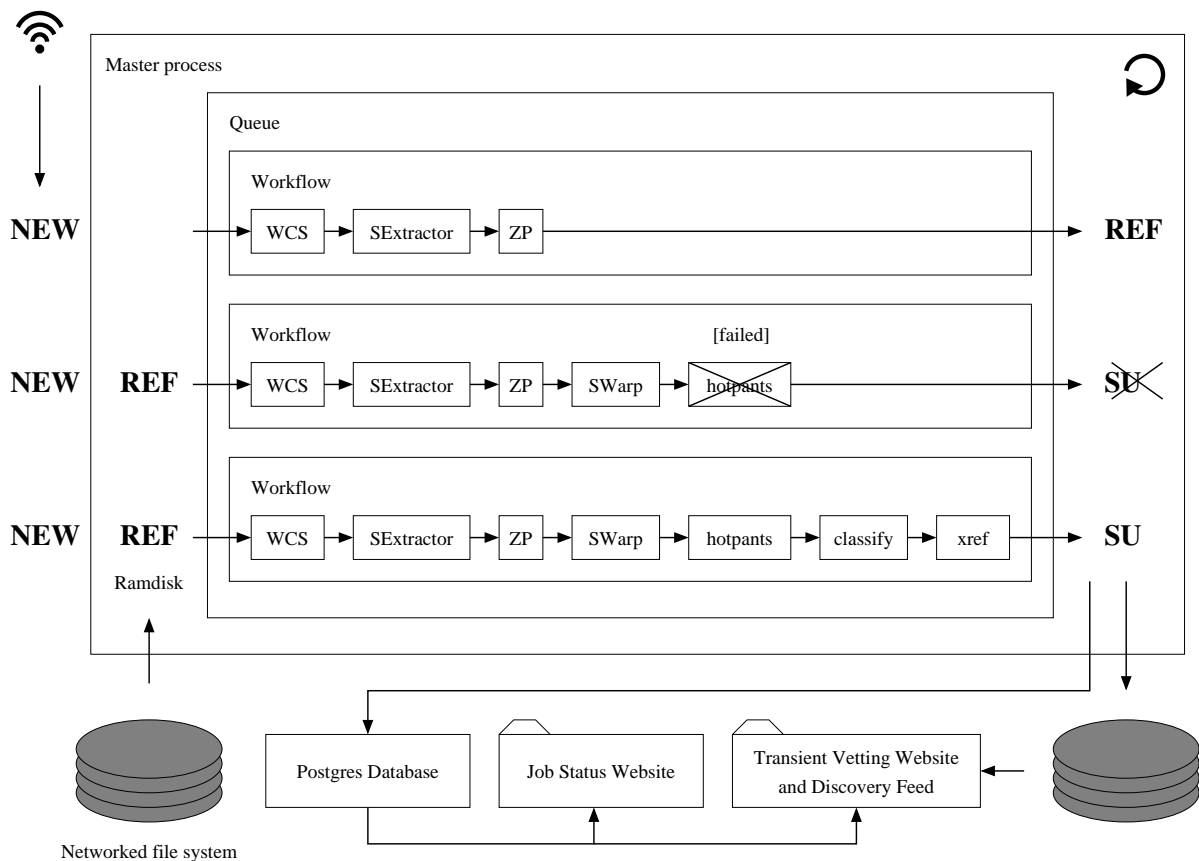 Master process
Queue
Workflow
NEW WCS SExtractor ZP REF
Workflow [failed]
NEW REF WCS SExtractor ZP SWarp hotpants SU
Workflow
NEW REF WCS SExtractor ZP SWarp hotpants classify xref SU
Ramdisk
Postgres Database
Job Status Website
Transient Vetting Website
and Discovery Feed
Networked file system